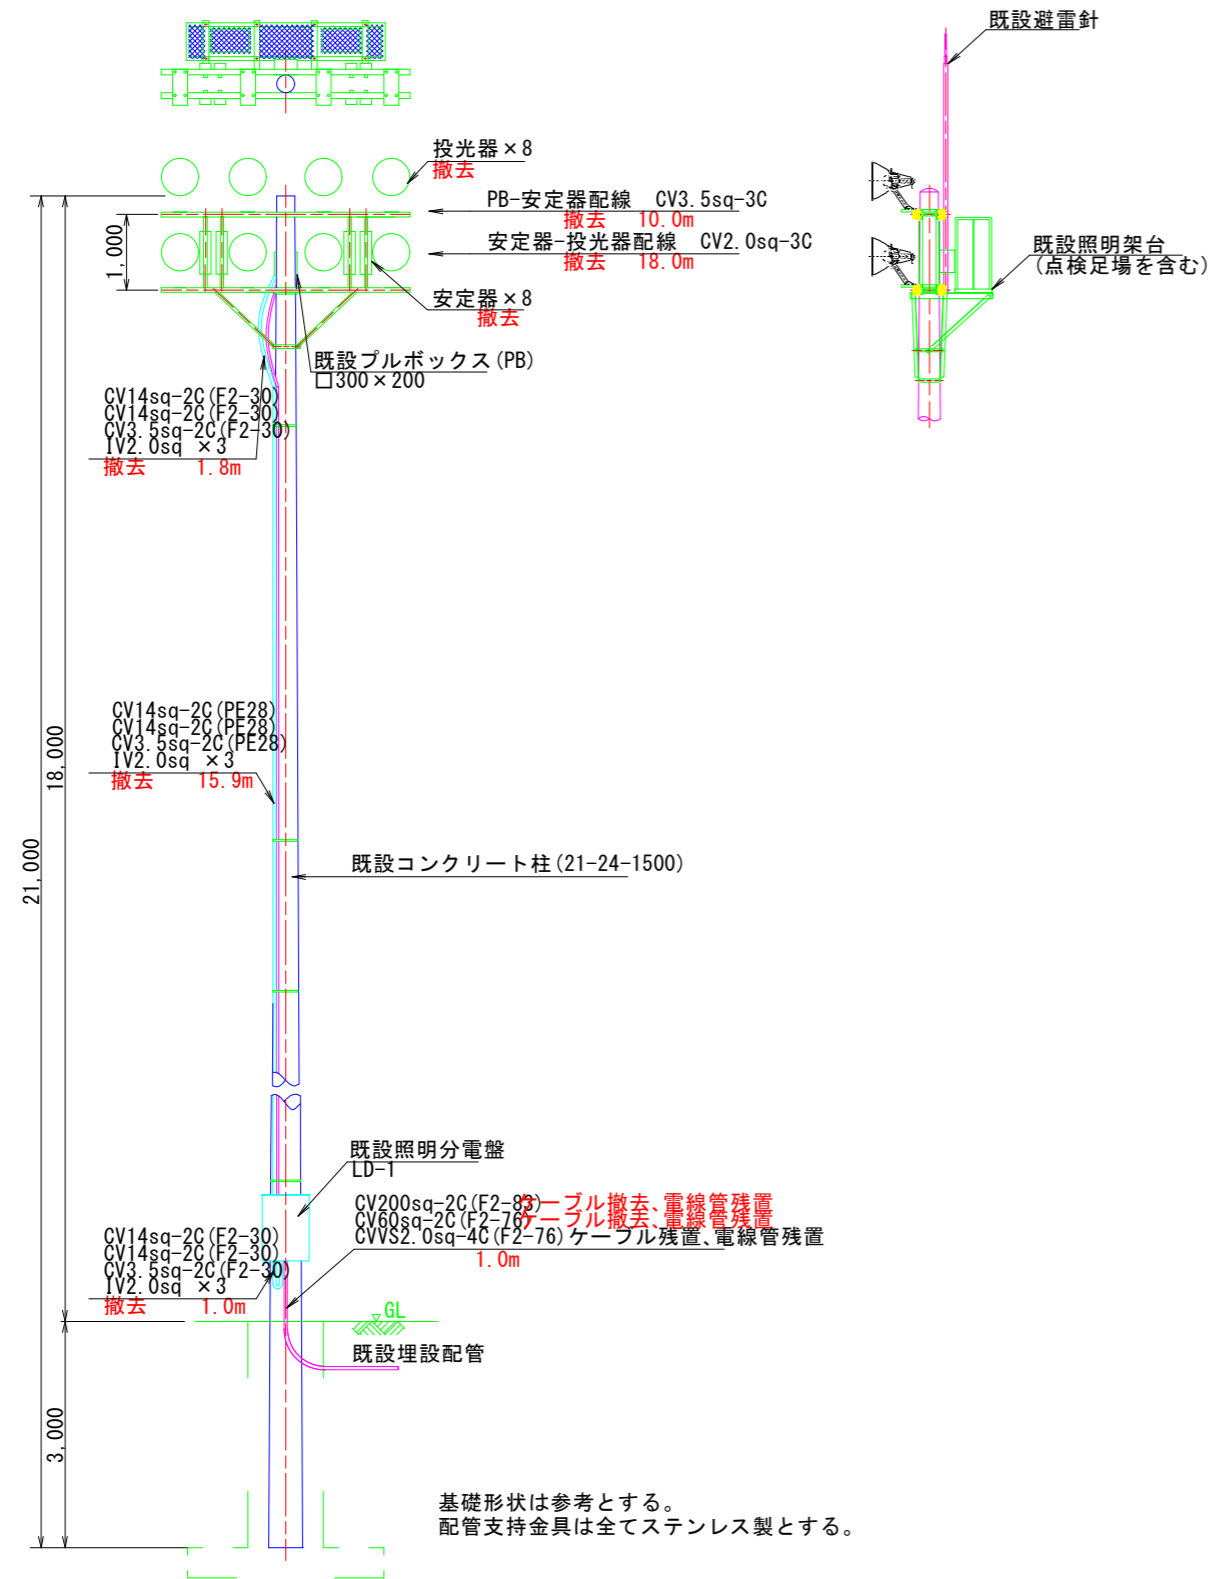 既設避雷針
投光器×8
撤去
PB-安定器配線 CV3.5sq-3C
撤去 10.0m
安定器-投光器配線 CV2.0sq-3C
撤去 18.0m
安定器×8
撤去
既設照明架台
(点検足場を含む)
1,000
既設プルボックス(PB)
□300×200
CV14sq-2C(F2-30)
CV14sq-2C(F2-30)
CV3.5sq-2C(F2-30)
IV2.0sq ×3
撤去 1.8m
CV14sq-2C(PE28)
CV14sq-2C(PE28)
CV3.5sq-2C(PE28)
IV2.0sq ×3
撤去 15.9m
18,000
21,000
既設コンクリート柱(21-24-1500)
既設照明分電盤
LD-1
CV200sq-2C(F2-83)ケーブル撤去、電線管残置
CV60sq-2C(F2-76)ケーブル撤去、電線管残置
CVVS2.0sq-4C(F2-76)ケーブル残置、電線管残置
1.0m
CV14sq-2C(F2-30)
CV14sq-2C(F2-30)
CV3.5sq-2C(F2-30)
IV2.0sq ×3
撤去 1.0m
GL
既設埋設配管
3,000
基礎形状は参考とする。
配管支持金具は全てステンレス製とする。